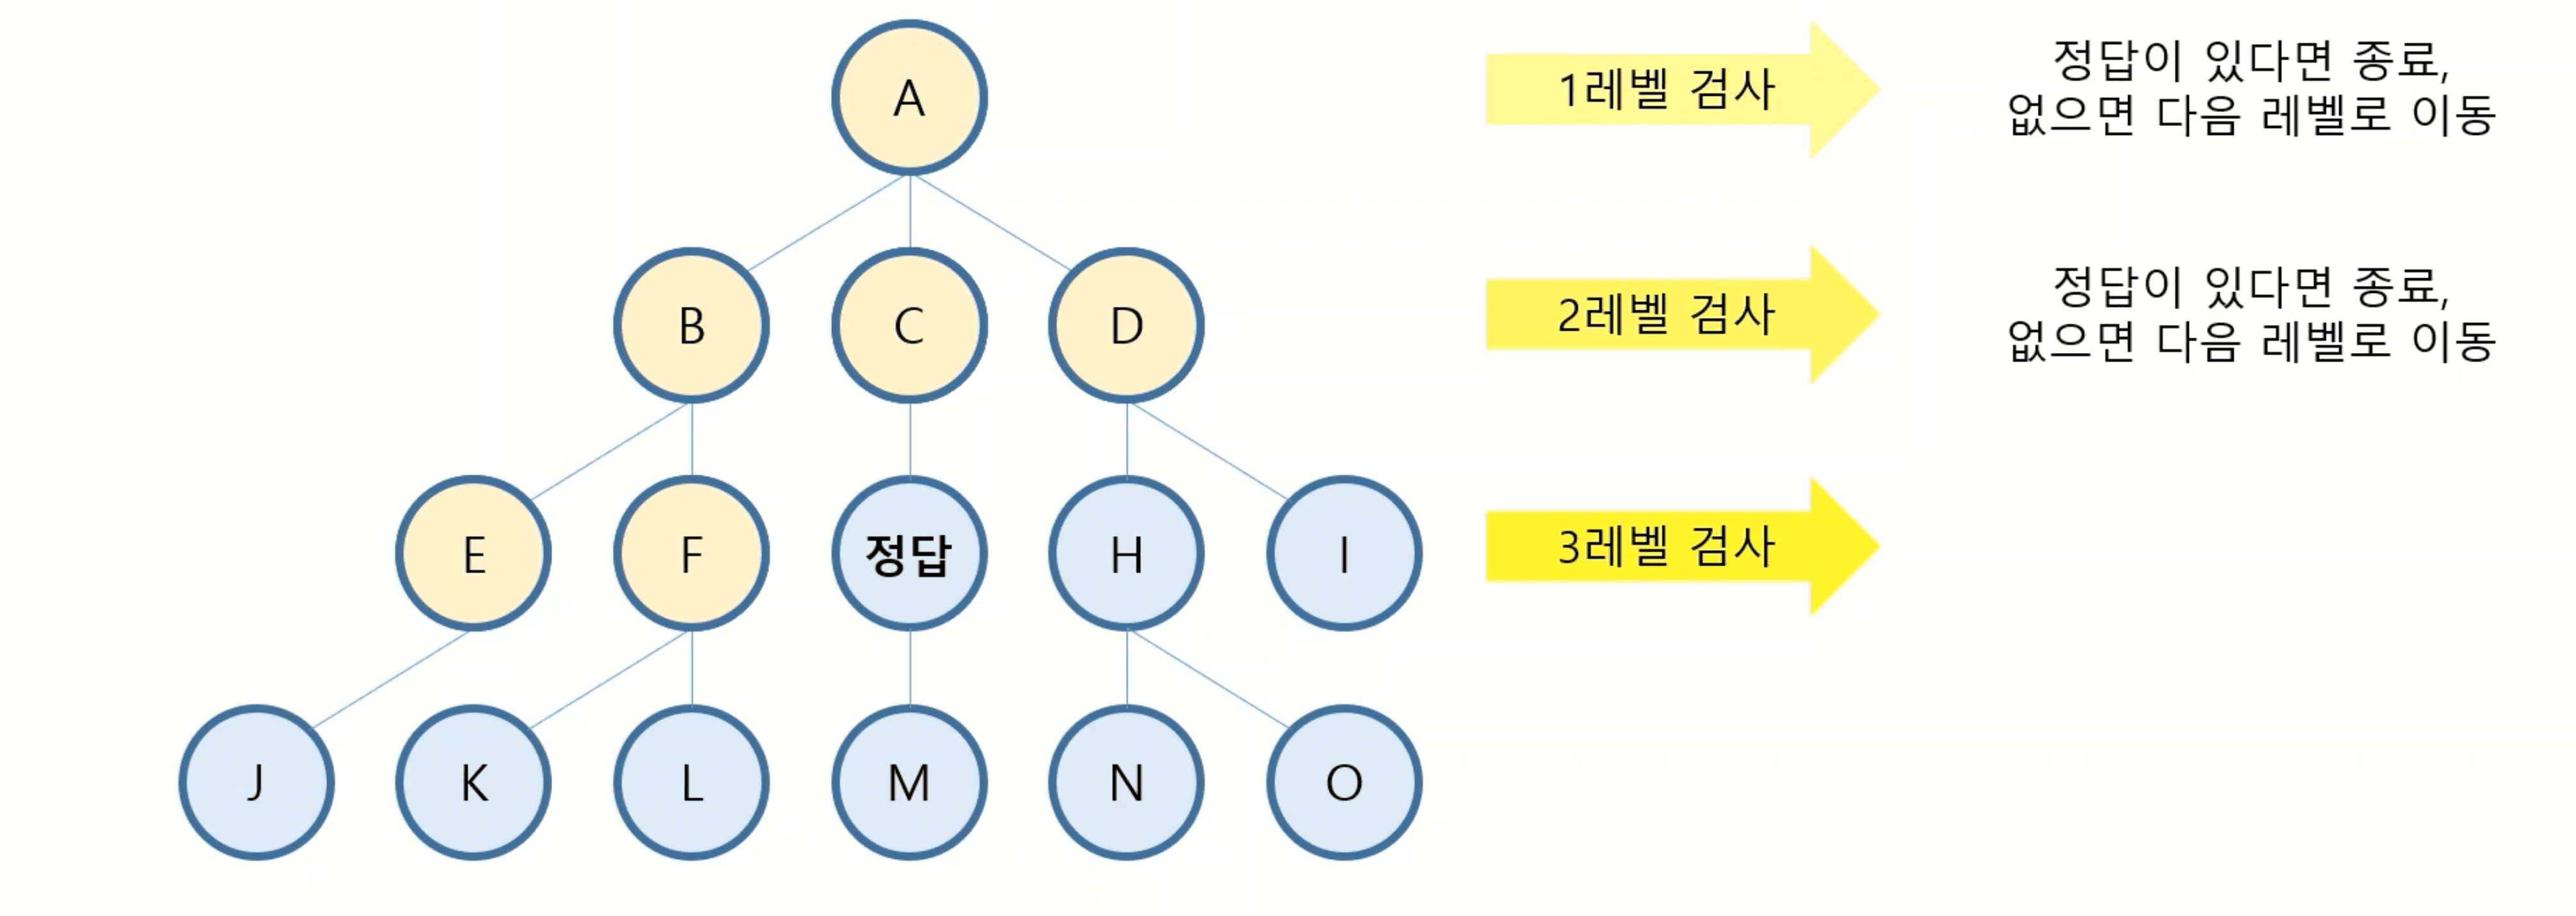 A
1레벨 검사
정답이 있다면 종료,
없으면 다음 레벨로 이동
B
C
D
2레벨 검사
정답이 있다면 종료,
없으면 다음 레벨로 이동
E
F
정답
H
I
3레벨 검사
J
K
L
M
N
O